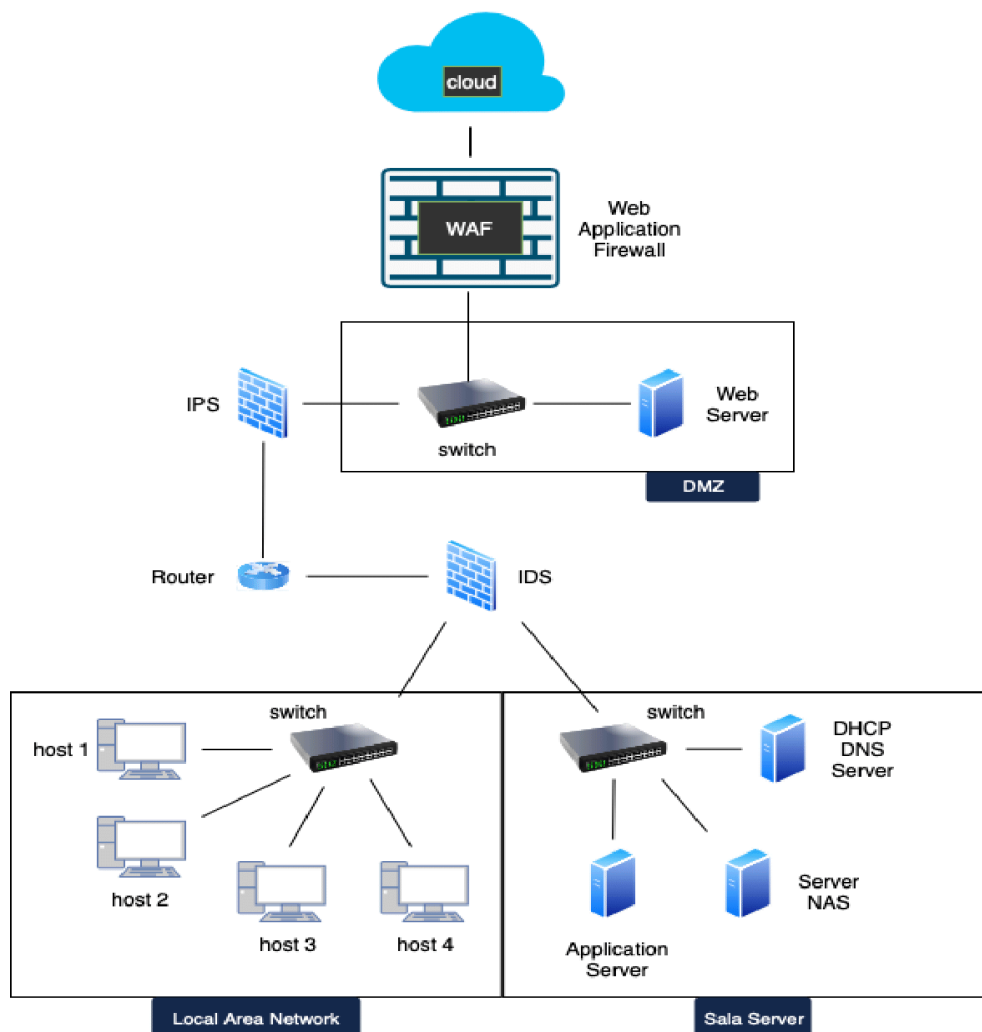 cloud
WAF
Web
Application
Firewall
IPS
switch
Web
Server
DMZ
Router
IDS
switch
host 1
host 2
host 3
host 4
Local Area Network
switch
DHCP
DNS
Server
Server
NAS
Application
Server
Sala Server